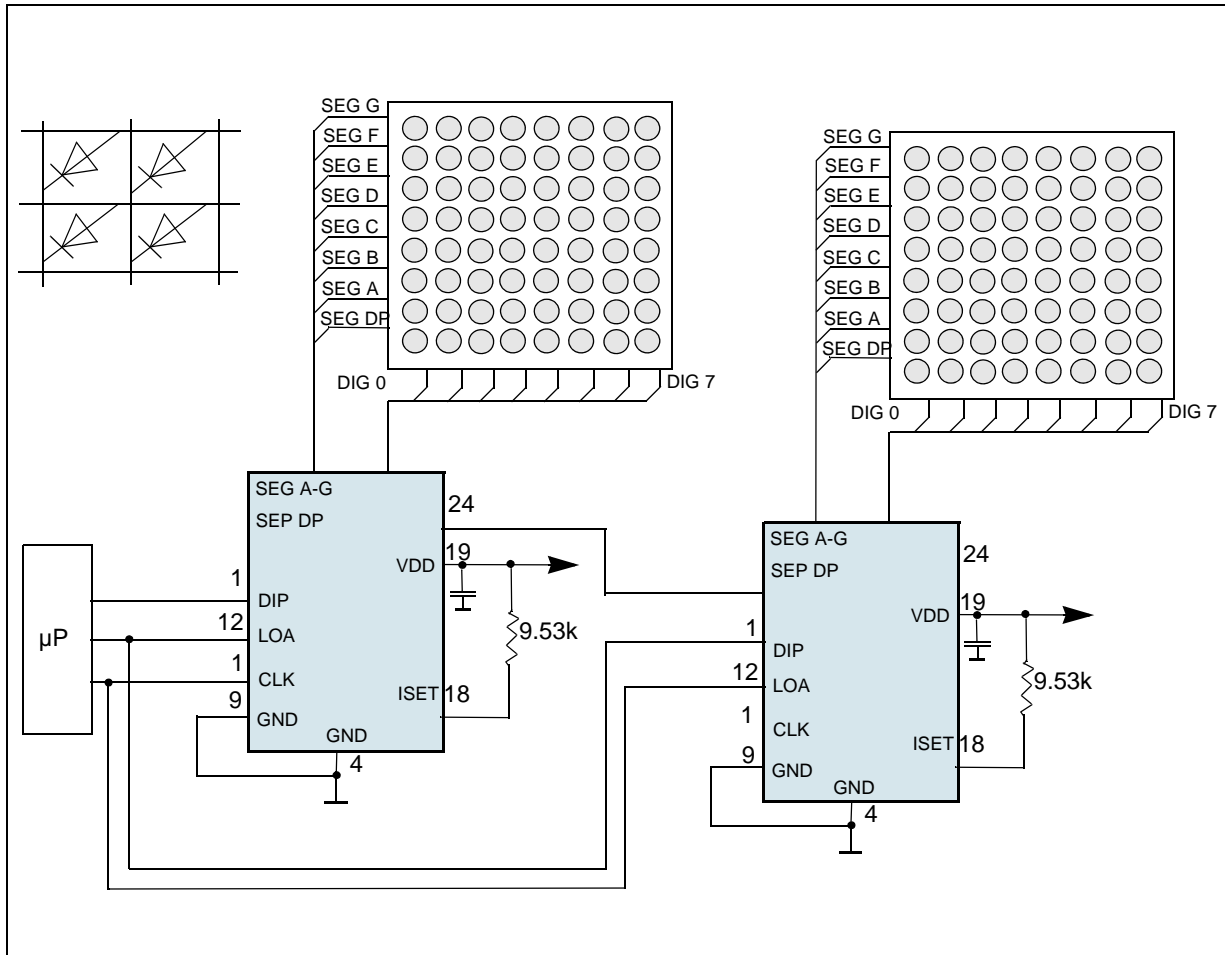 SEG G
SEG F
SEG E
SEG D
SEG C
SEG B
SEG A
SEG DP
DIG 0
DIG 7
SEG G
SEG F
SEG E
SEG D
SEG C
SEG B
SEG A
SEG DP
DIG 0
DIG 7
µP
SEG A-G
SEP DP
24
VDD
19
1
DIP
12
LOA
1
CLK
9
GND
GND
4
ISET
18
9.53k
SEG A-G
SEP DP
24
VDD
19
1
DIP
12
LOA
1
CLK
9
GND
GND
4
ISET
18
9.53k